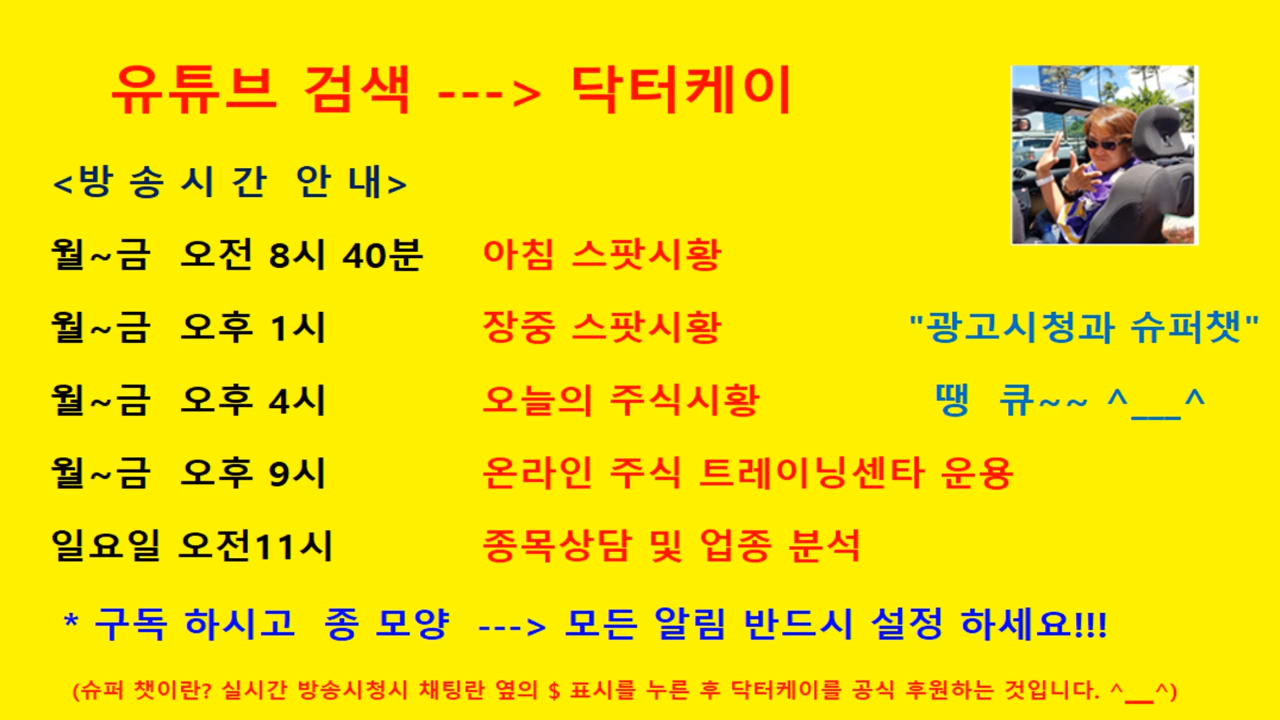 유튜브 검색 ---> 닥터케이
<방 송 시 간 안 내>
월~금 오전 8시 40분 아침 스팟시황
월~금 오후 1시 장중 스팟시황 "광고시청과 슈퍼챗"
월~금 오후 4시 오늘의 주식시황 땡 큐~~ ^___^
월~금 오후 9시 온라인 주식 트레이닝센타 운용
일요일 오전11시 종목상담 및 업종 분석
* 구독 하시고 종 모양 ---> 모든 알림 반드시 설정 하세요!!!
(슈퍼 챗이란? 실시간 방송시청시 채팅란 옆의 $ 표시를 누른 후 닥터케이를 공식 후원하는 것입니다. ^__^)